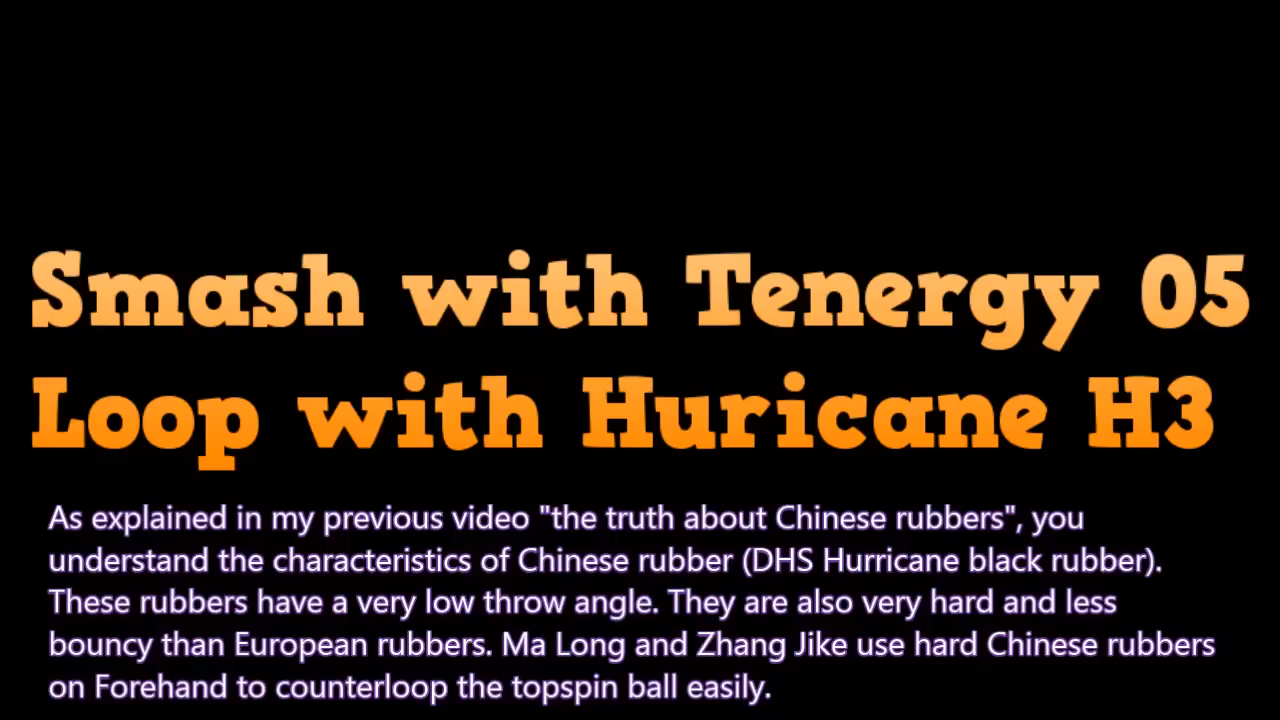 Smash with Tenergy 05
Loop with Huricane H3
As explained in my previous video "the truth about Chinese rubbers", you
understand the characteristics of Chinese rubber (DHS Hurricane black rubber).
These rubbers have a very low throw angle. They are also very hard and less
bouncy than European rubbers. Ma Long and Zhang Jike use hard Chinese rubbers
on Forehand to counterloop the topspin ball easily.